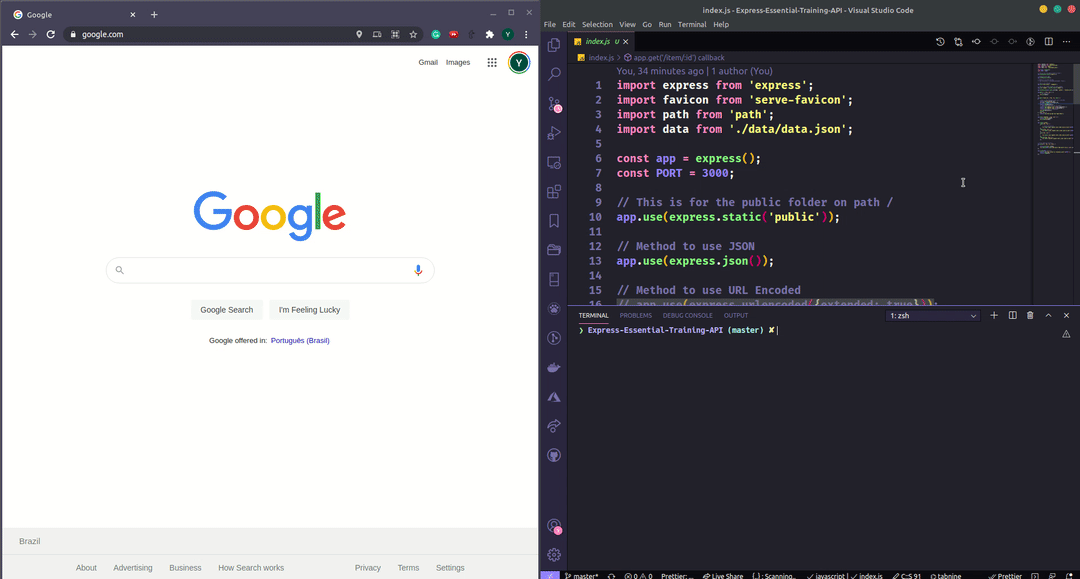 Google
google.com
Gmail Images
Y
Google
Google Search I'm Feeling Lucky
Google offered in: Português (Brasil)
Brazil
About Advertising Business How Search works Privacy Terms Settings
index.js - Express-Essential-Training-API - Visual Studio Code
File Edit Selection View Go Run Terminal Help
index.js U
index.js > app.get('/item/:id') callback
You, 34 minutes ago | 1 author (You)
1 import express from 'express';
2 import favicon from 'serve-favicon';
3 import path from 'path';
4 import data from './data/data.json';
5
6 const app = express();
7 const PORT = 3000;
8
9 // This is for the public folder on path /
10 app.use(express.static('public'));
11
12 // Method to use JSON
13 app.use(express.json());
14
15 // Method to use URL Encoded
16 // app.use(express.urlencoded({extended: true}));
TERMINAL PROBLEMS DEBUG CONSOLE OUTPUT 1: zsh
❯ Express-Essential-Training-API (master) ✘
master* 0 0 Prettier: ... Live Share {..}: Scanning.. javascript | index.js C:S 91 tabnine Prettier